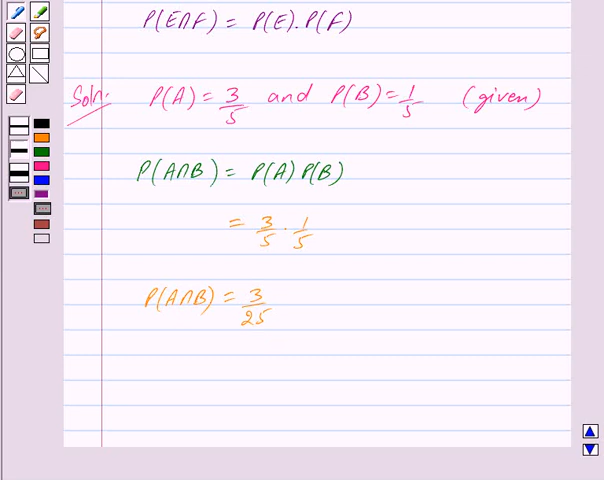 P(E∩F) = P(E).P(F)
Soln: P(A) = 3/5 and P(B) = 1/5 (given)
P(A∩B) = P(A) P(B)
= 3/5 . 1/5
P(A∩B) = 3/25